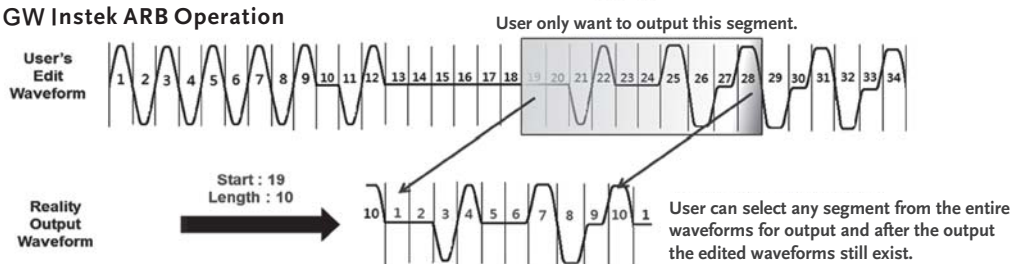 GW Instek ARB Operation
User only want to output this segment.
User's
Edit
Waveform
1 2 3 4 5 6 7 8 9 10 11 12 13 14 15 16 17 18 19 20 21 22 23 24 25 26 27 28 29 30 31 32 33 34
Start : 19
Length : 10
Reality
Output
Waveform
10 1 2 3 4 5 6 7 8 9 10 1
User can select any segment from the entire
waveforms for output and after the output
the edited waveforms still exist.